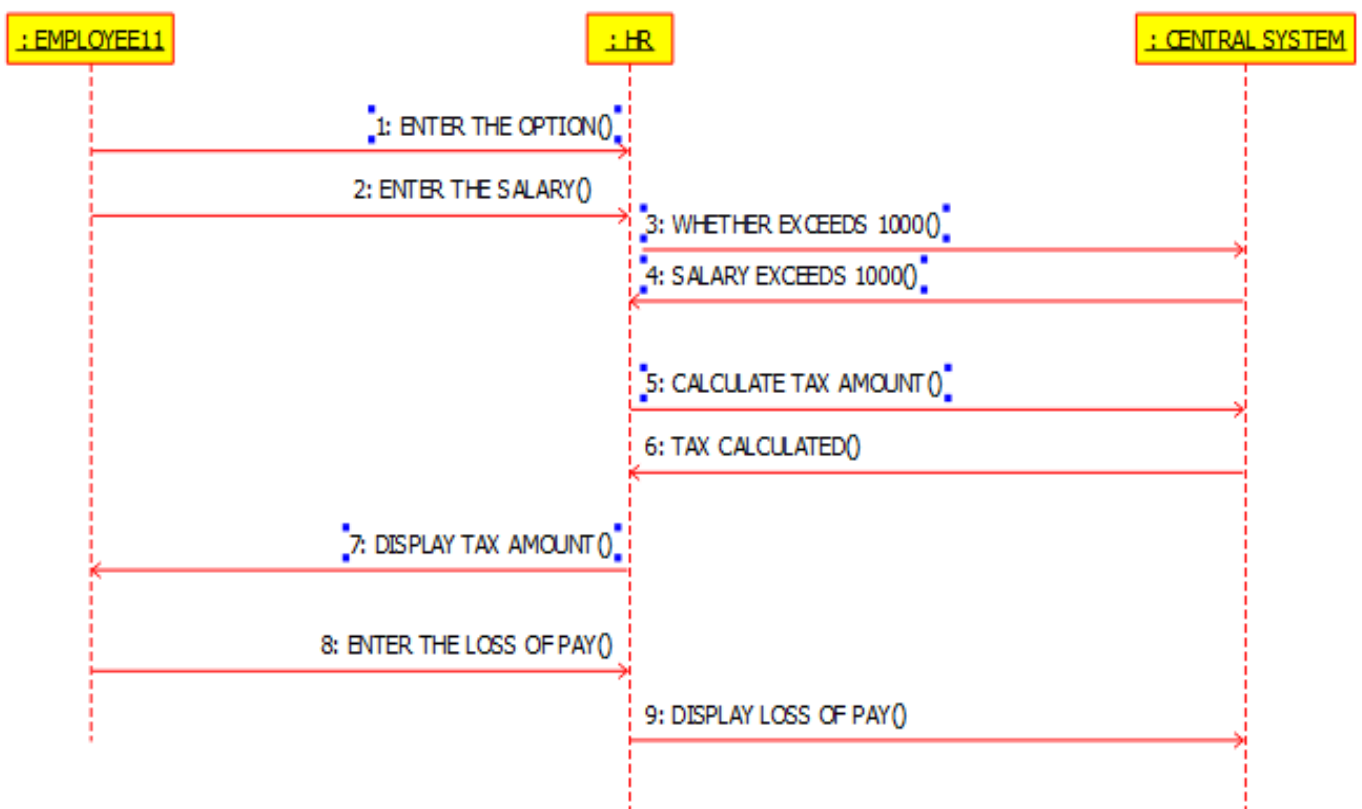 : EMPLOYEE11
: HR
: CENTRAL SYSTEM
1: ENTER THE OPTION()
2: ENTER THE SALARY()
3: WHETHER EXCEEDS 1000()
4: SALARY EXCEEDS 1000()
5: CALCULATE TAX AMOUNT()
6: TAX CALCULATED()
7: DISPLAY TAX AMOUNT()
8: ENTER THE LOSS OF PAY()
9: DISPLAY LOSS OF PAY()